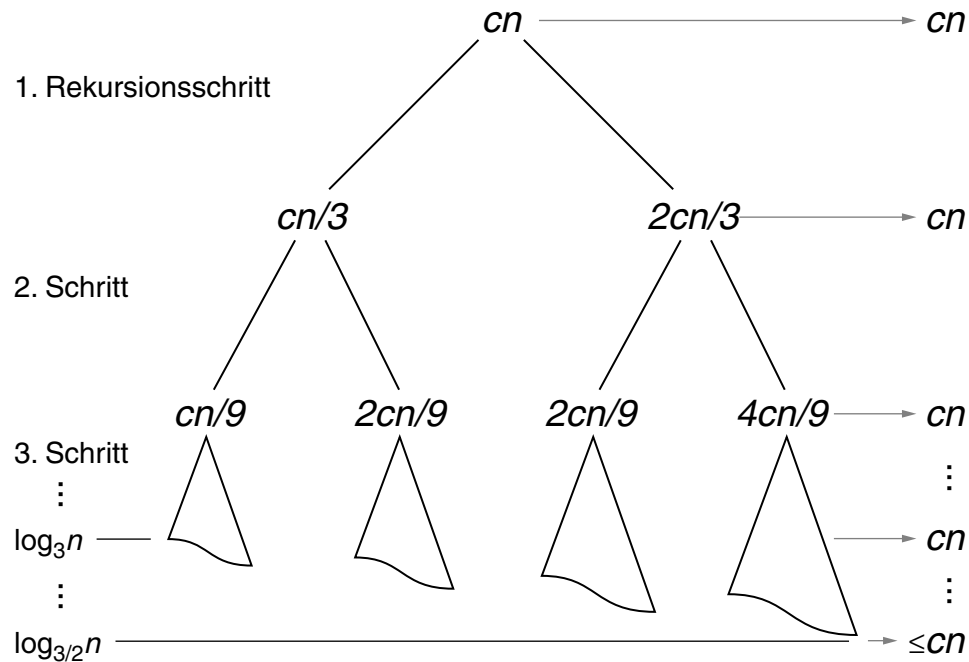 cn cn
1. Rekursionsschritt
cn/3 2cn/3 cn
2. Schritt
cn/9 2cn/9 2cn/9 4cn/9 cn
3. Schritt
⋮ ⋮
log₃n cn
⋮ ⋮
log₃/₂n ≤cn